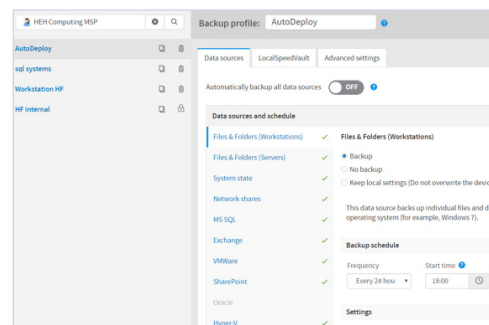 HEH Computing MSP
AutoDeploy
sql systems
Workstation HF
HF internal
Backup profile: AutoDeploy
Data sources LocalSpeedVault Advanced settings
Automatically backup all data sources OFF
Data sources and schedule
Files & Folders (Workstations)
Files & Folders (Servers)
System state
Network shares
MS SQL
Exchange
VMWare
SharePoint
Oracle
Hyper-V
Files & Folders (Workstations)
Backup
No backup
Keep local settings (Do not overwrite the devic
This data source backs up individual files and d
operating system (for example, Windows 7).
Backup schedule
Frequency Start time
Every 24 hou 18:00
Settings